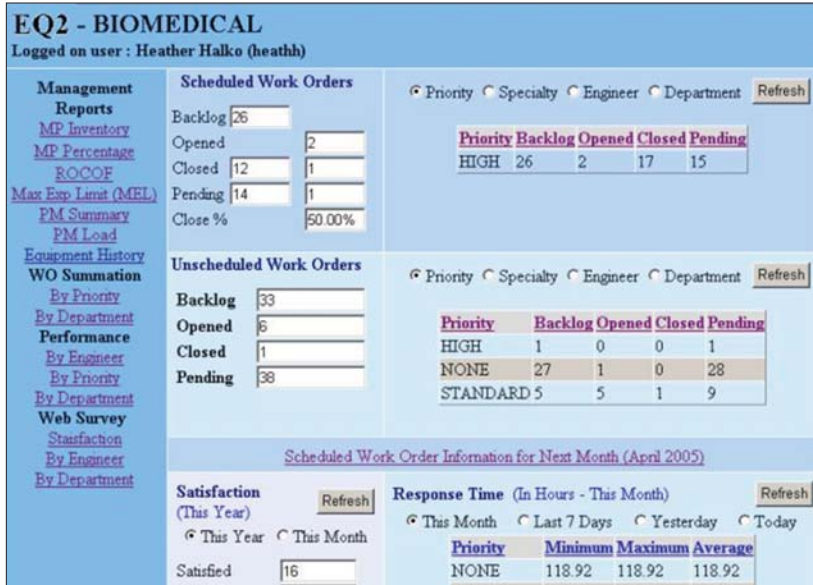 EQ2 - BIOMEDICAL
Logged on user : Heather Halko (heathh)
Management
Reports
MP Inventory
MP Percentage
ROCOF
Max Exp Limit (MEL)
PM Summary
PM Load
Equipment History
WO Summation
By Priority
By Department
Performance
By Engineer
By Priority
By Department
Web Survey
Staisfaction
By Engineer
By Department
Scheduled Work Orders
Backlog 26
Opened 2
Closed 12 1
Pending 14 1
Close % 50.00%
Priority Specialty Engineer Department Refresh
Priority Backlog Opened Closed Pending
HIGH 26 2 17 15
Unscheduled Work Orders
Backlog 33
Opened 6
Closed 1
Pending 38
Priority Specialty Engineer Department Refresh
Priority Backlog Opened Closed Pending
HIGH 1 0 0 1
NONE 27 1 0 28
STANDARD 5 5 1 9
Scheduled Work Order Infornation for Next Month (April 2005)
Satisfaction Refresh
(This Year)
This Year This Month
Satisfied 16
Response Time (In Hours - This Month) Refresh
This Month Last 7 Days Yesterday Today
Priority Minimum Maximum Average
NONE 118.92 118.92 118.92